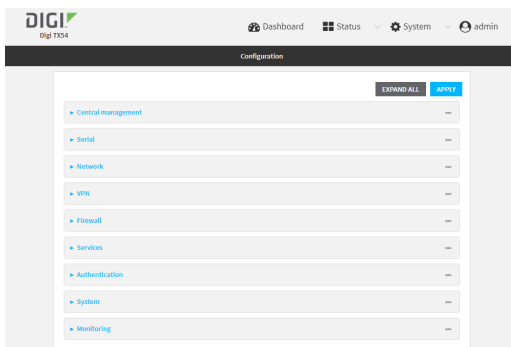 DIGI
Digi TX54
Dashboard Status System admin
Configuration
EXPAND ALL APPLY
Central management
Serial
Network
VPN
Firewall
Services
Authentication
System
Monitoring